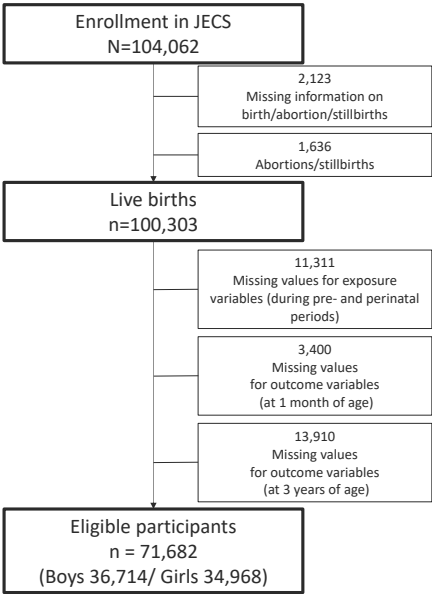 Enrollment in JECS
N=104,062
2,123
Missing information on
birth/abortion/stillbirths
1,636
Abortions/stillbirths
Live births
n=100,303
11,311
Missing values for exposure
variables (during pre- and perinatal
periods)
3,400
Missing values
for outcome variables
(at 1 month of age)
13,910
Missing values
for outcome variables
(at 3 years of age)
Eligible participants
n = 71,682
(Boys 36,714/ Girls 34,968)